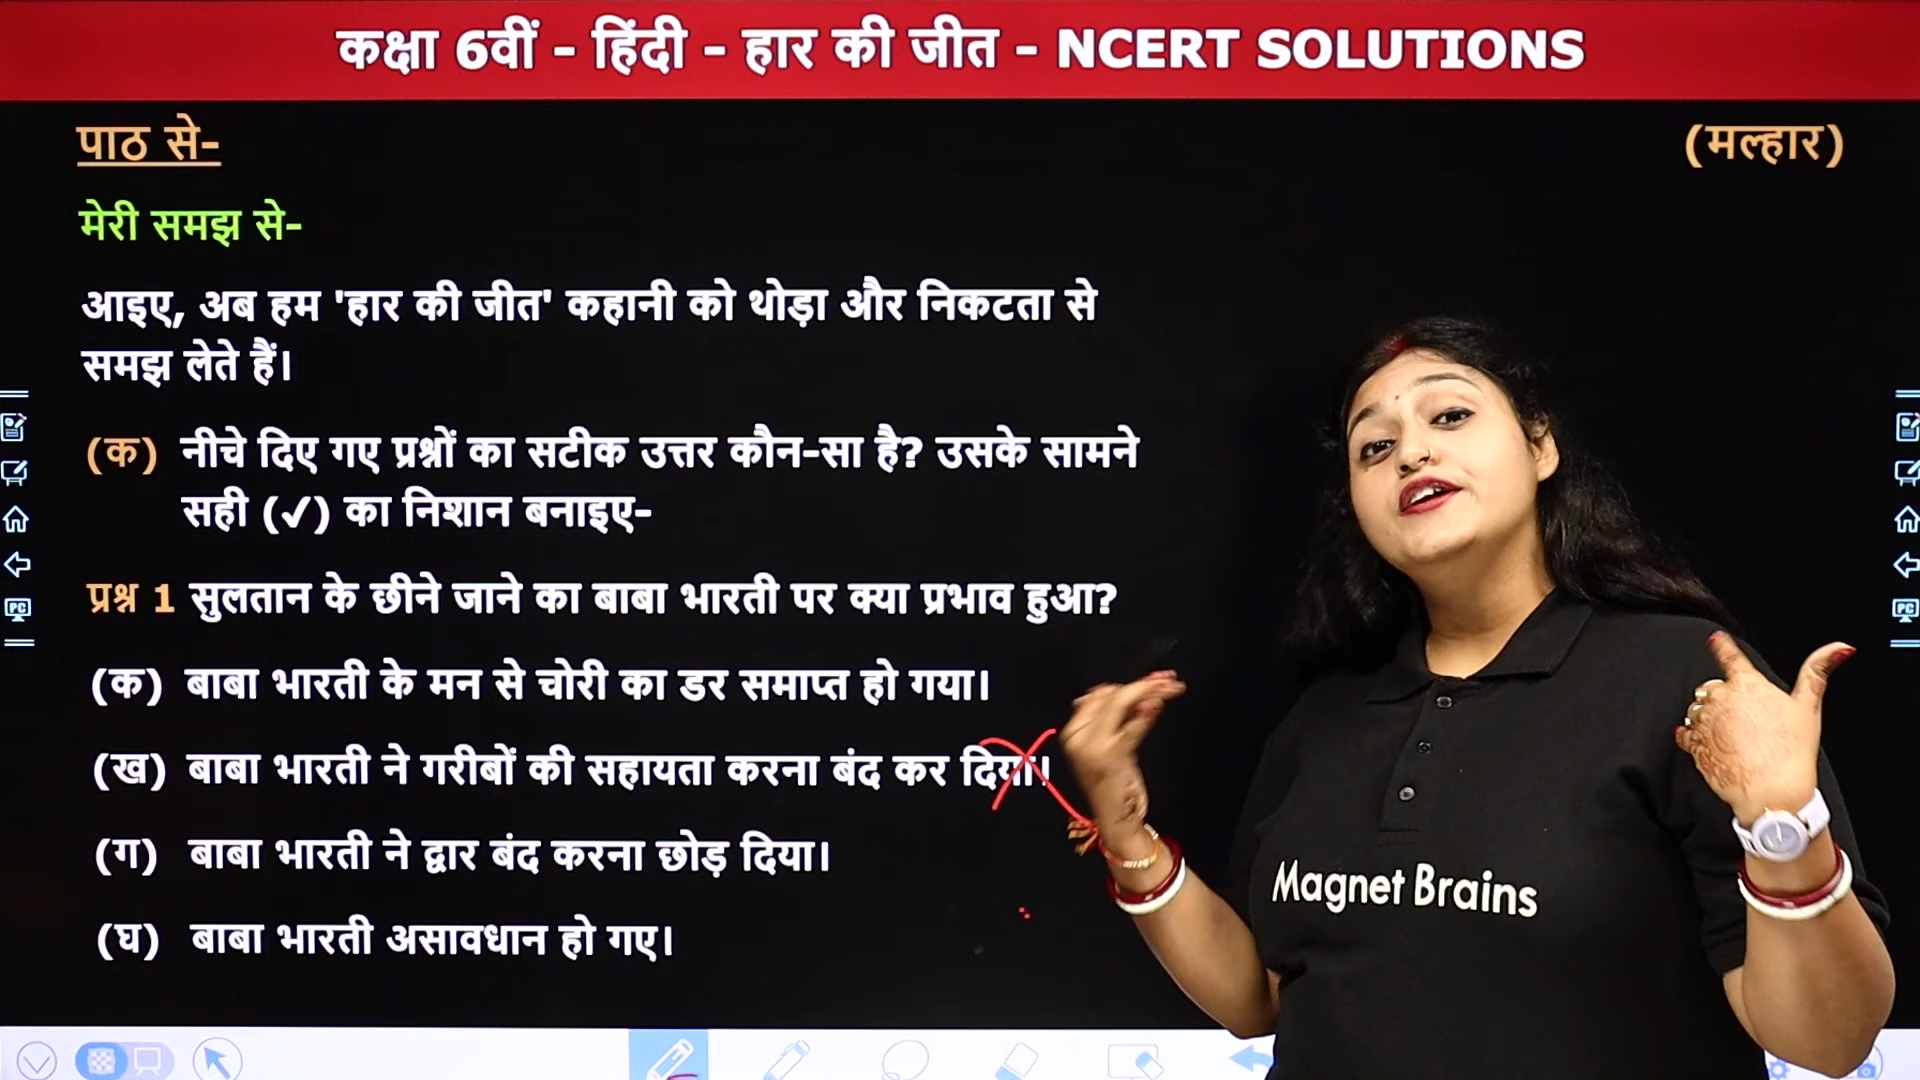 कक्षा 6वीं - हिंदी - हार की जीत - NCERT SOLUTIONS
पाठ से-
(मल्हार)
मेरी समझ से-
आइए, अब हम 'हार की जीत' कहानी को थोड़ा और निकटता से
समझ लेते हैं।
(क) नीचे दिए गए प्रश्नों का सटीक उत्तर कौन-सा है? उसके सामने
सही (✓) का निशान बनाइए-
प्रश्न 1 सुलतान के छीने जाने का बाबा भारती पर क्या प्रभाव हुआ?
(क) बाबा भारती के मन से चोरी का डर समाप्त हो गया।
(ख) बाबा भारती ने गरीबों की सहायता करना बंद कर दिया।
(ग) बाबा भारती ने द्वार बंद करना छोड़ दिया।
(घ) बाबा भारती असावधान हो गए।
Magnet Brains
PC
PC